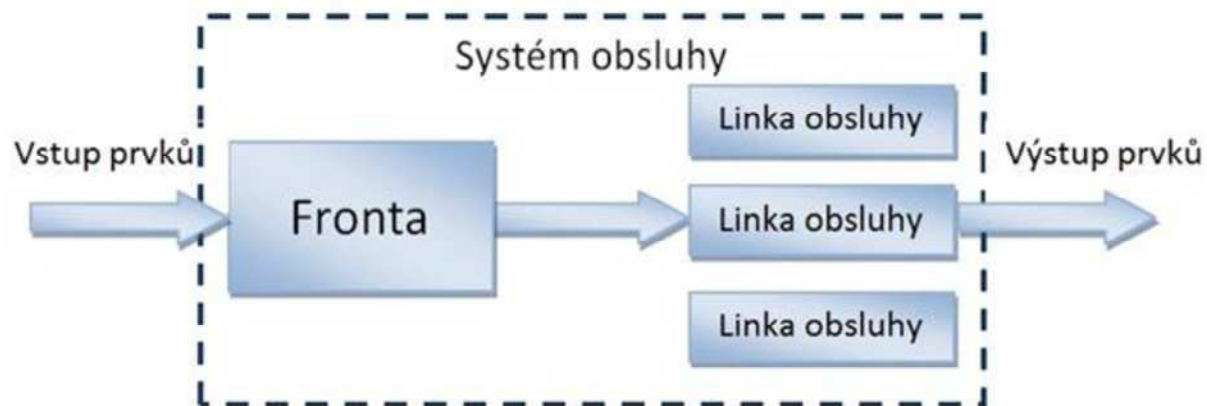 Systém obsluhy
Vstup prvků
Fronta
Linka obsluhy
Linka obsluhy
Linka obsluhy
Výstup prvků